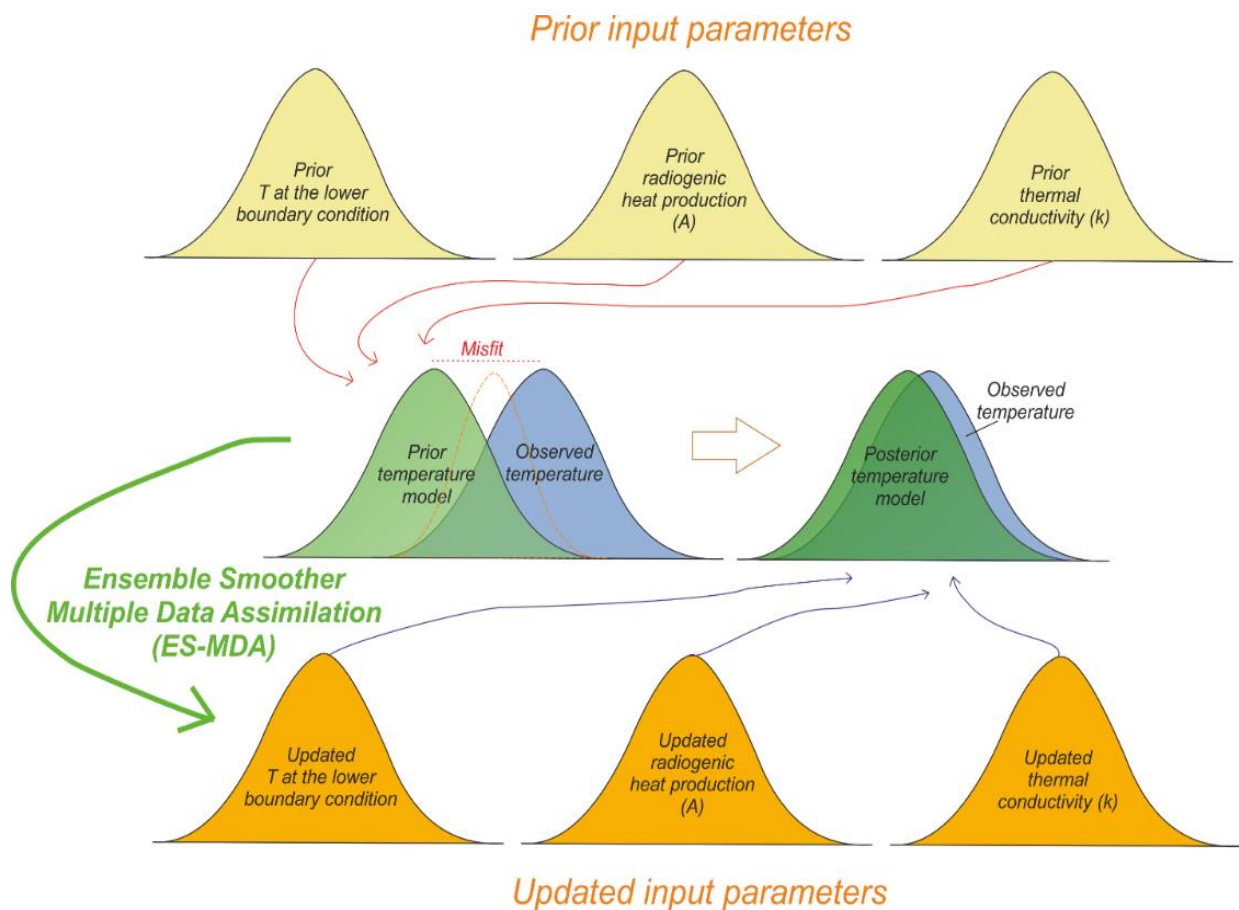 Prior input parameters
Prior
T at the lower
boundary condition
Prior
radiogenic
heat production
(A)
Prior
thermal
conductivity (k)
Misfit
Prior
temperature
model
Observed
temperature
Posterior
temperature
model
Observed
temperature
Ensemble Smoother
Multiple Data Assimilation
(ES-MDA)
Updated
T at the lower
boundary condition
Updated
radiogenic
heat production
(A)
Updated
thermal
conductivity (k)
Updated input parameters